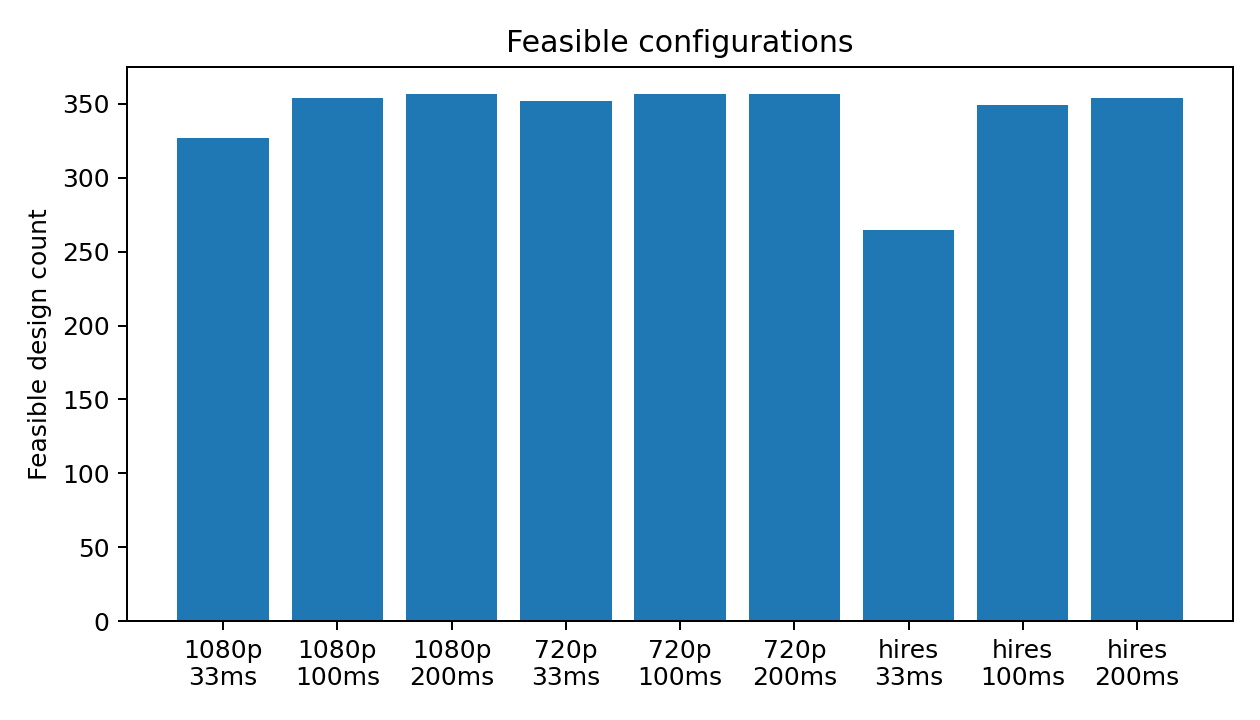 Feasible configurations
Feasible design count
350
300
250
200
150
100
50
0
1080p
33ms
1080p
100ms
1080p
200ms
720p
33ms
720p
100ms
720p
200ms
hires
33ms
hires
100ms
hires
200ms